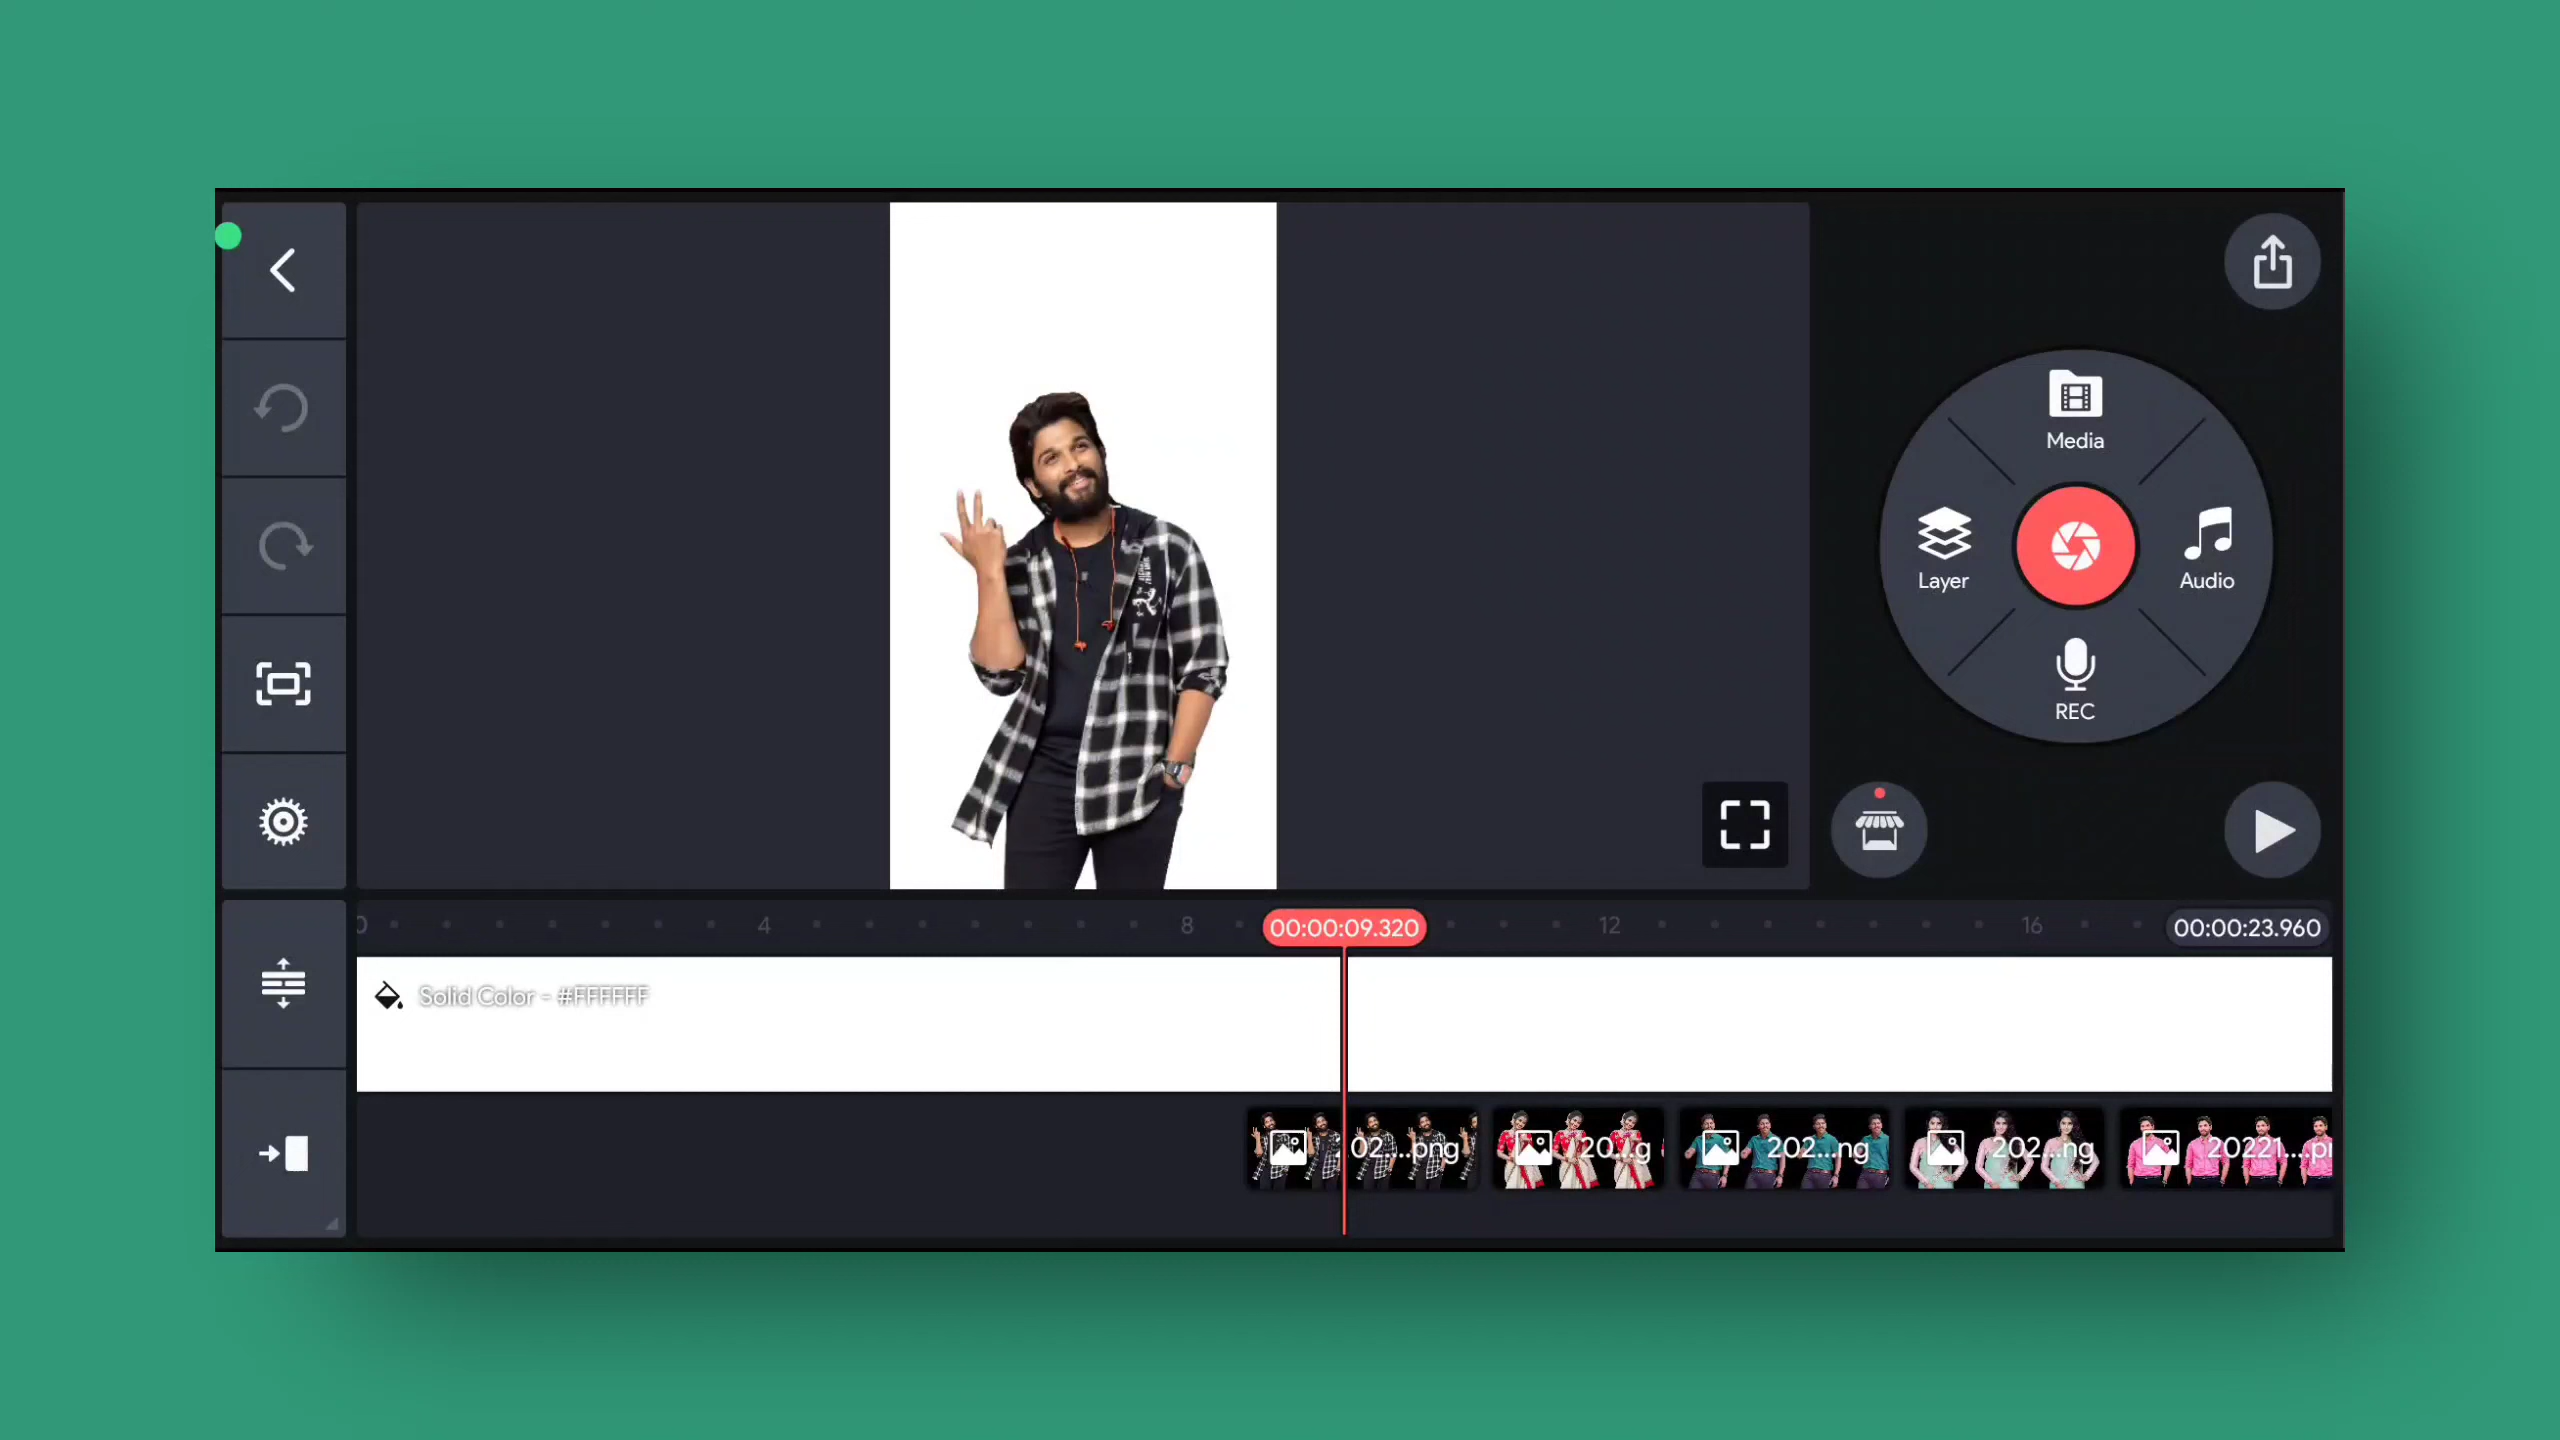 Media
Layer
Audio
REC
0 4 8 00:00:09.320 12 16 00:00:23.960
Solid Color - #FFFFFF
02....png 20...g 202...ng 202...ng 20221....p